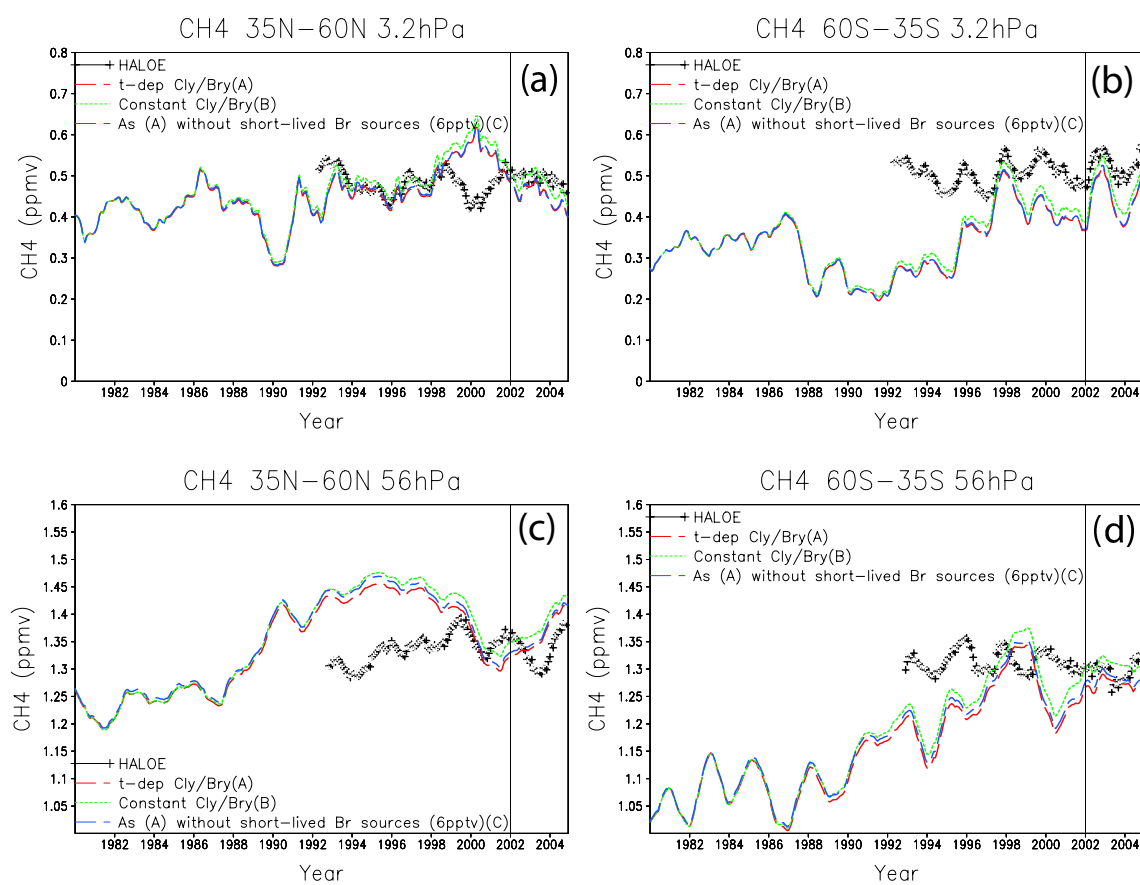 CH4 35N−60N 3.2hPa
(a)
HALOE
t-dep Cly/Bry(A)
Constant Cly/Bry(B)
As (A) without short-lived Br sources (6pptv)(C)
0.8
0.7
0.6
0.5
0.4
0.3
0.2
0.1
0
CH4 (ppmv)
1982 1984 1986 1988 1990 1992 1994 1996 1998 2000 2002 2004
Year
CH4 60S−35S 3.2hPa
(b)
HALOE
t-dep Cly/Bry(A)
Constant Cly/Bry(B)
As (A) without short-lived Br sources (6pptv)(C)
0.8
0.7
0.6
0.5
0.4
0.3
0.2
0.1
0
CH4 (ppmv)
1982 1984 1986 1988 1990 1992 1994 1996 1998 2000 2002 2004
Year
CH4 35N−60N 56hPa
(c)
1.6
1.55
1.5
1.45
1.4
1.35
1.3
1.25
1.2
1.15
1.1
1.05
CH4 (ppmv)
HALOE
t-dep Cly/Bry(A)
Constant Cly/Bry(B)
As (A) without short-lived Br sources (6pptv)(C)
1982 1984 1986 1988 1990 1992 1994 1996 1998 2000 2002 2004
Year
CH4 60S−35S 56hPa
(d)
HALOE
t-dep Cly/Bry(A)
Constant Cly/Bry(B)
As (A) without short-lived Br sources (6pptv)(C)
1.6
1.55
1.5
1.45
1.4
1.35
1.3
1.25
1.2
1.15
1.1
1.05
CH4 (ppmv)
1982 1984 1986 1988 1990 1992 1994 1996 1998 2000 2002 2004
Year